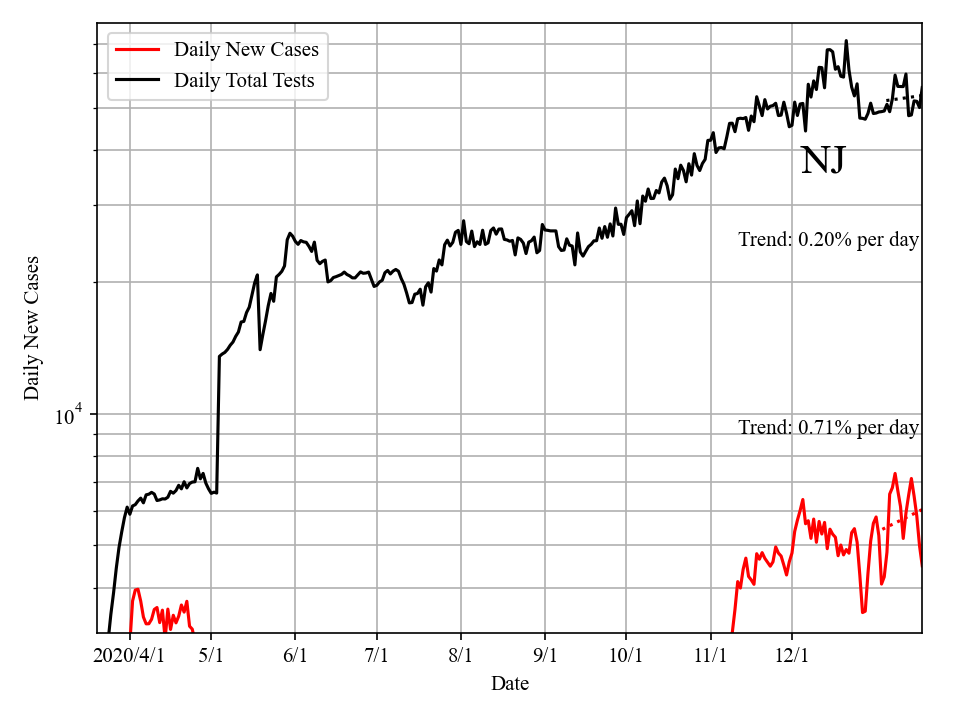 Daily New Cases
Daily Total Tests
NJ
Trend: 0.20% per day
Daily New Cases
10^4
Trend: 0.71% per day
2020/4/1 5/1 6/1 7/1 8/1 9/1 10/1 11/1 12/1
Date